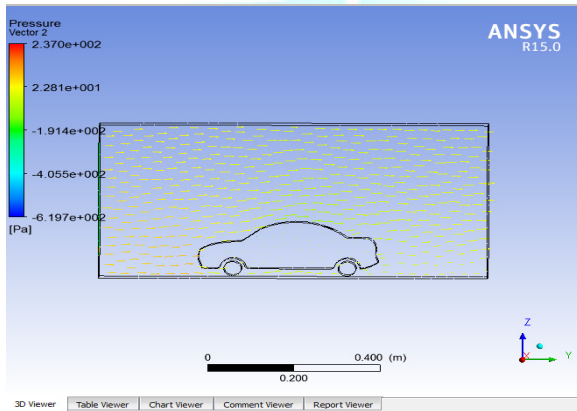 Pressure
Vector 2
2.370e+002
2.281e+001
-1.914e+002
-4.055e+002
-6.197e+002
[Pa]
ANSYS
R15.0
Z
Y
X
0 0.400 (m)
0.200
3D Viewer Table Viewer Chart Viewer Comment Viewer Report Viewer